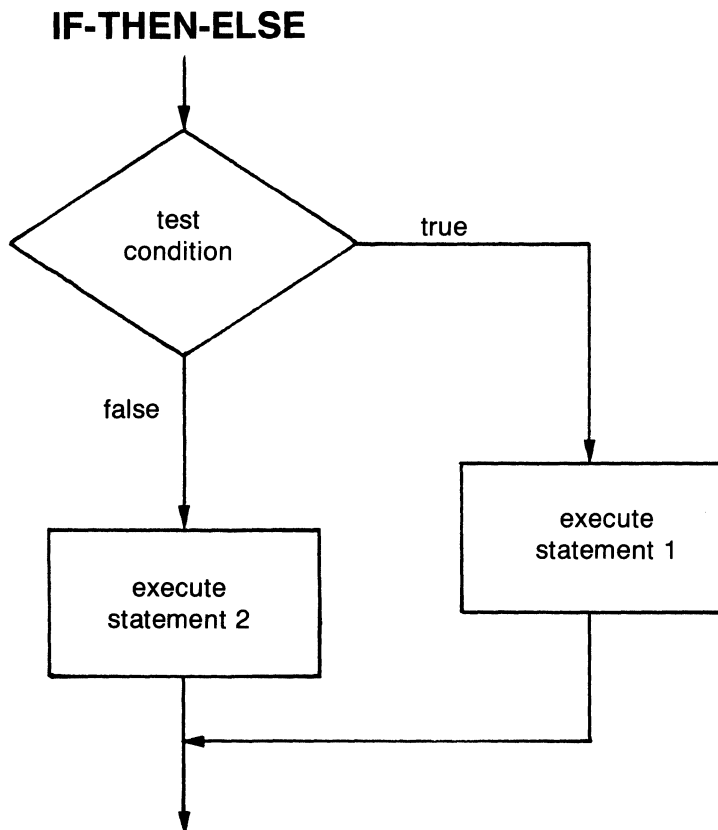 IF-THEN-ELSE
test
condition
true
false
execute
statement 1
execute
statement 2